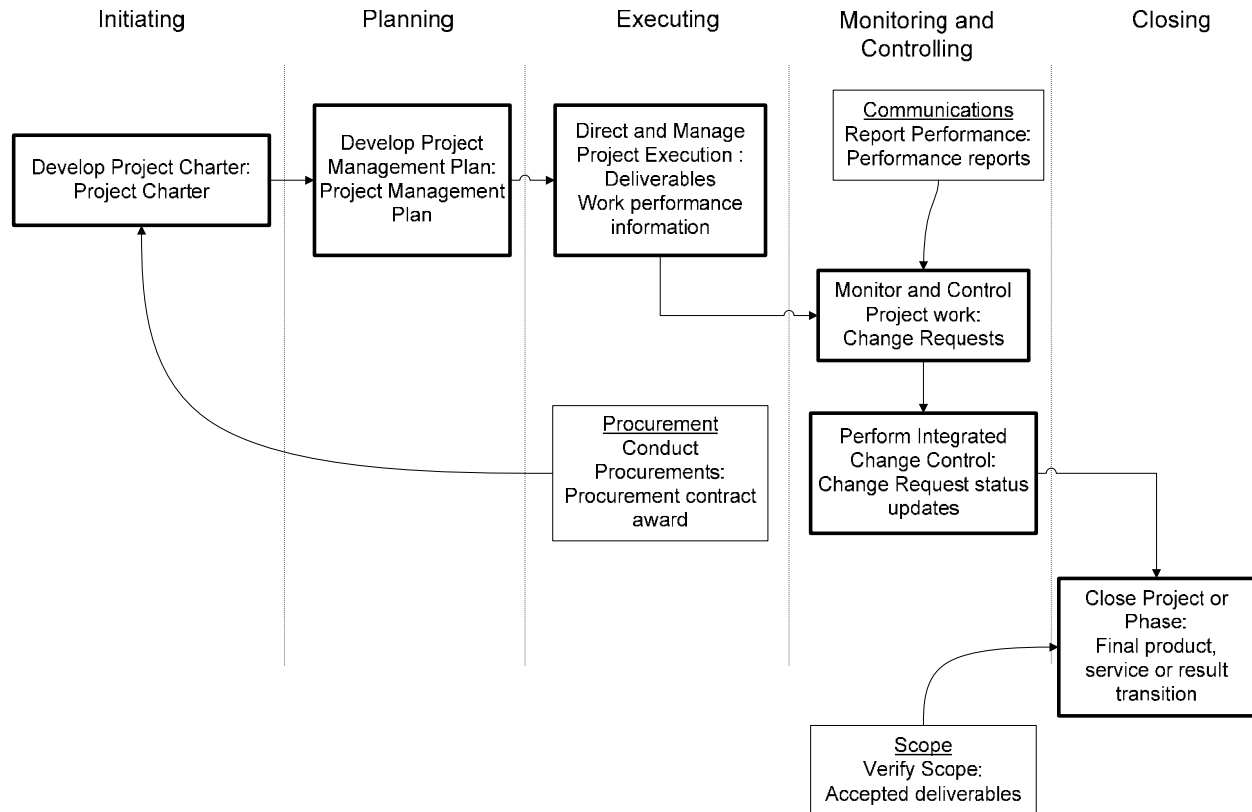 Initiating
Planning
Executing
Monitoring and
Controlling
Closing
Develop Project Charter:
Project Charter
Develop Project
Management Plan:
Project Management
Plan
Direct and Manage
Project Execution :
Deliverables
Work performance
information
Communications
Report Performance:
Performance reports
Monitor and Control
Project work:
Change Requests
Procurement
Conduct
Procurements:
Procurement contract
award
Perform Integrated
Change Control:
Change Request status
updates
Close Project or
Phase:
Final product,
service or result
transition
Scope
Verify Scope:
Accepted deliverables